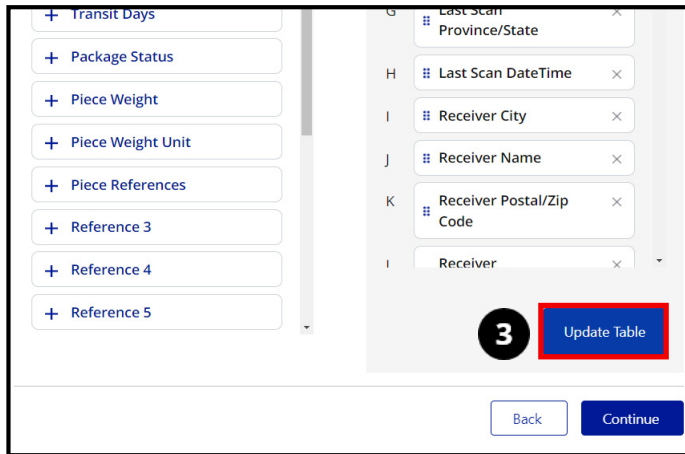 Transit Days
Package Status
Piece Weight
Piece Weight Unit
Piece References
Reference 3
Reference 4
Reference 5
G Last Scan
Province/State
H Last Scan DateTime
I Receiver City
J Receiver Name
K Receiver Postal/Zip
Code
L Receiver
3 Update Table
Back Continue